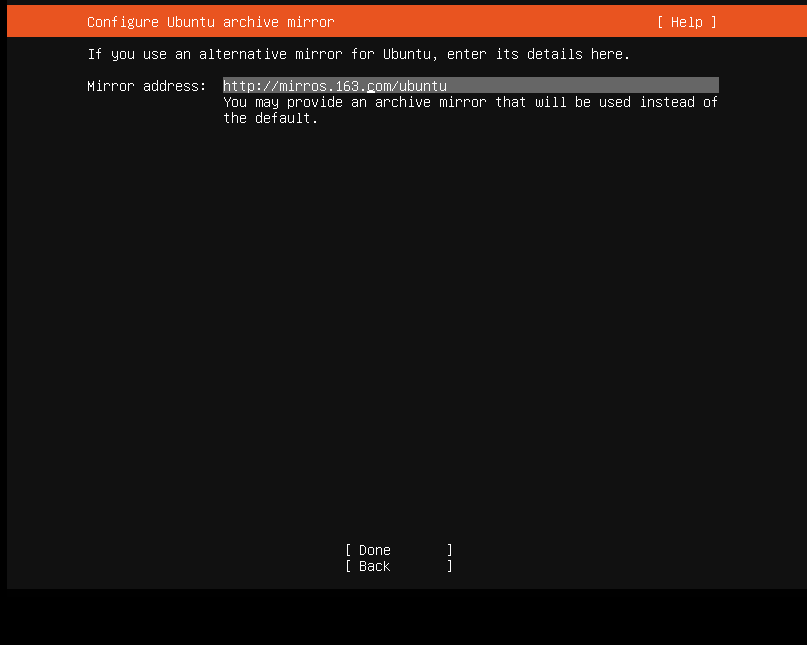 Configure Ubuntu archive mirror [ Help ]
If you use an alternative mirror for Ubuntu, enter its details here.
Mirror address: http://mirros.163.com/ubuntu
You may provide an archive mirror that will be used instead of
the default.
[ Done ]
[ Back ]